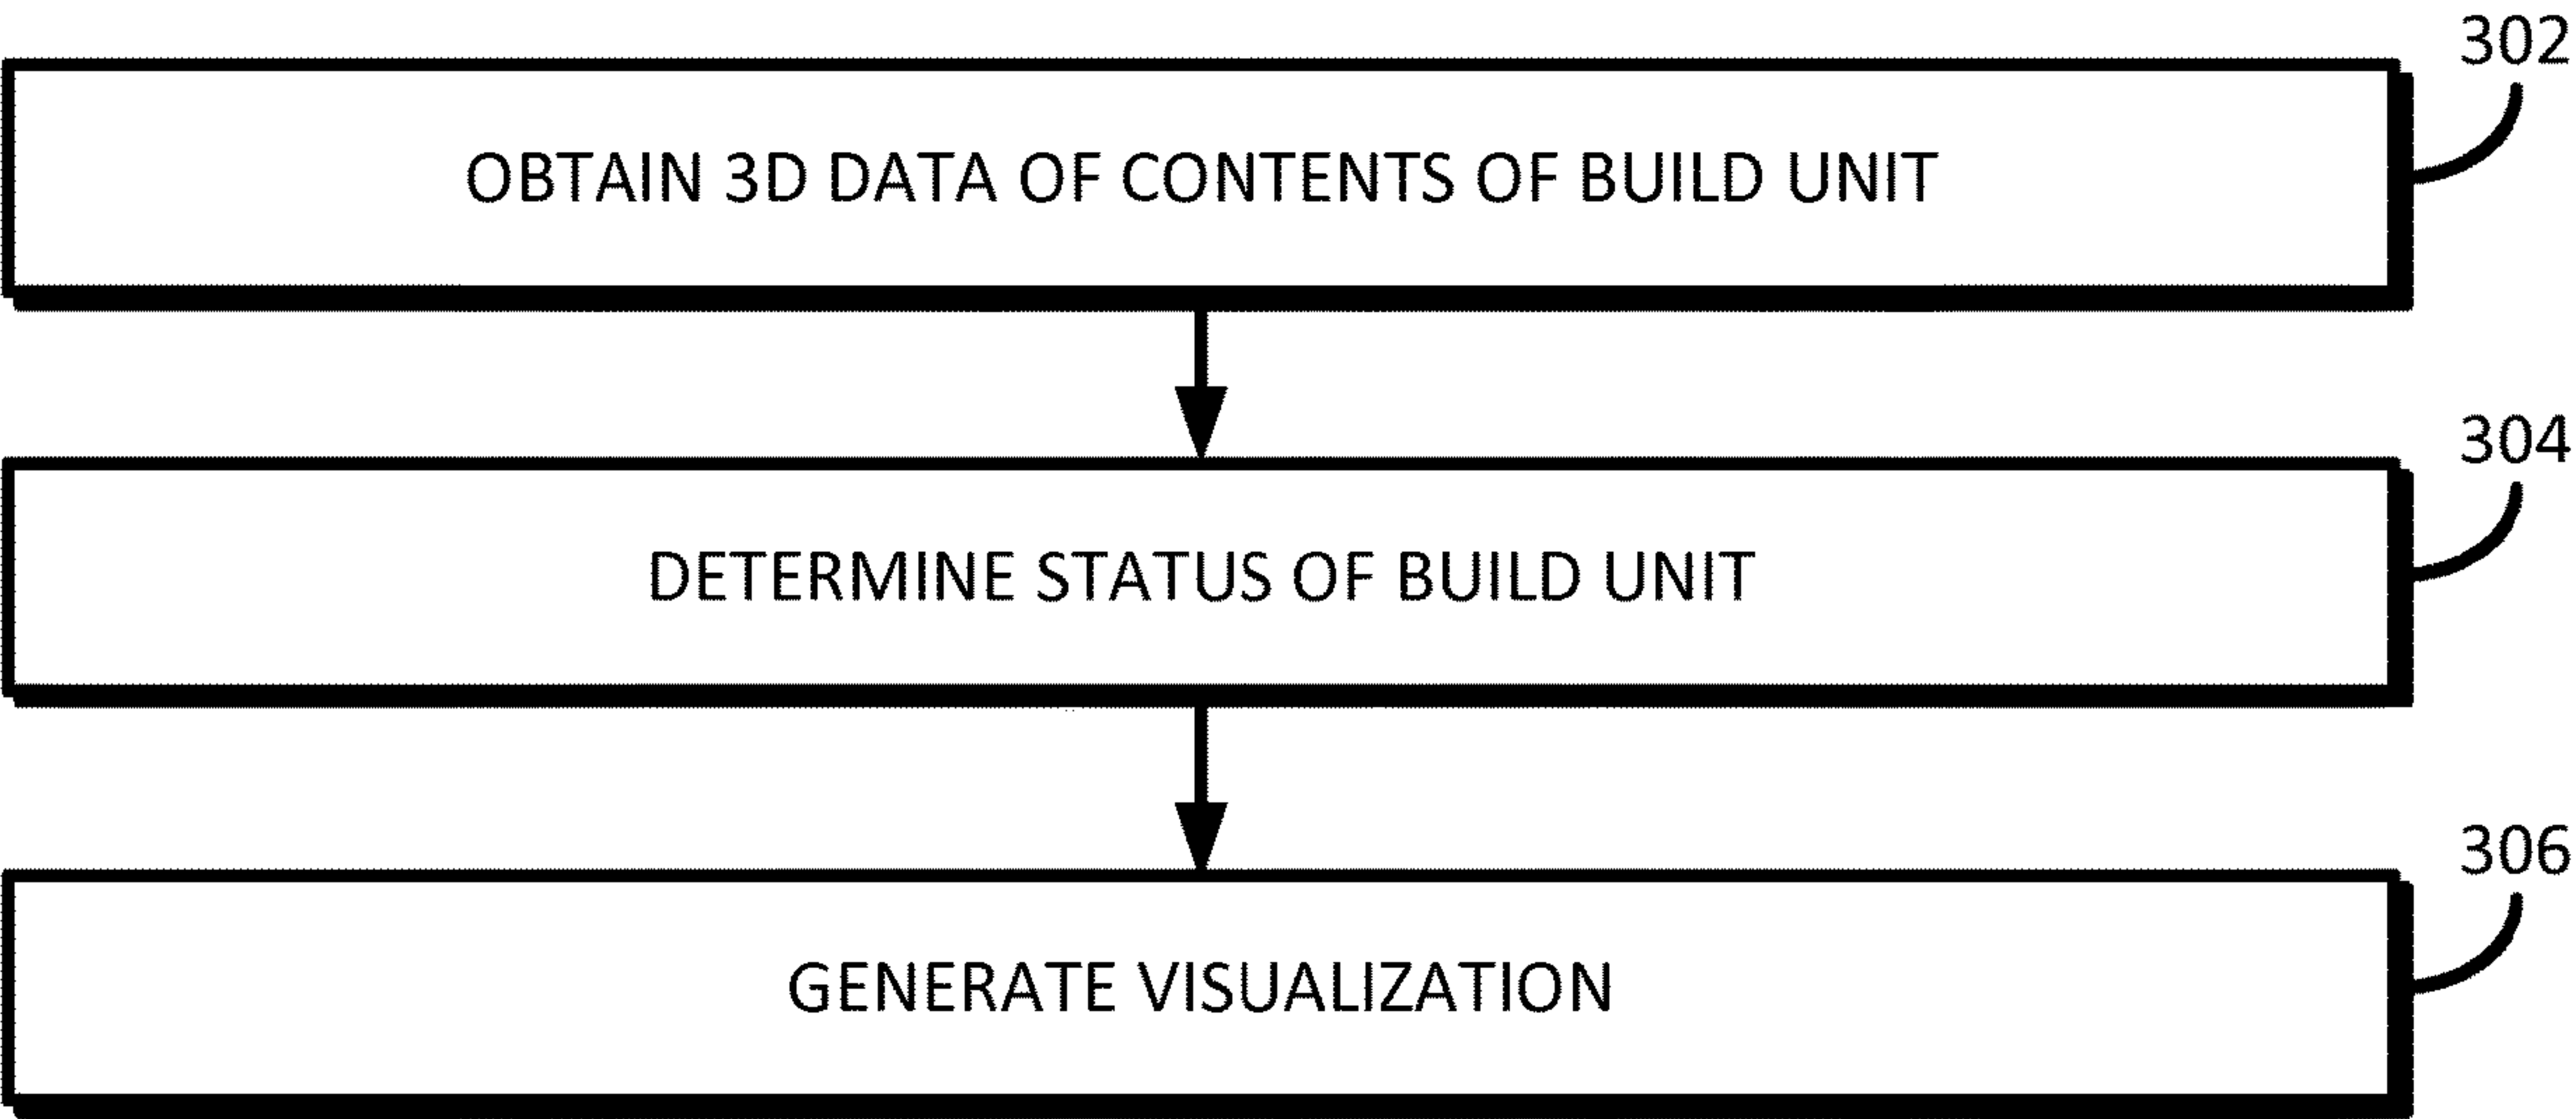 302
OBTAIN 3D DATA OF CONTENTS OF BUILD UNIT
304
DETERMINE STATUS OF BUILD UNIT
306
GENERATE VISUALIZATION